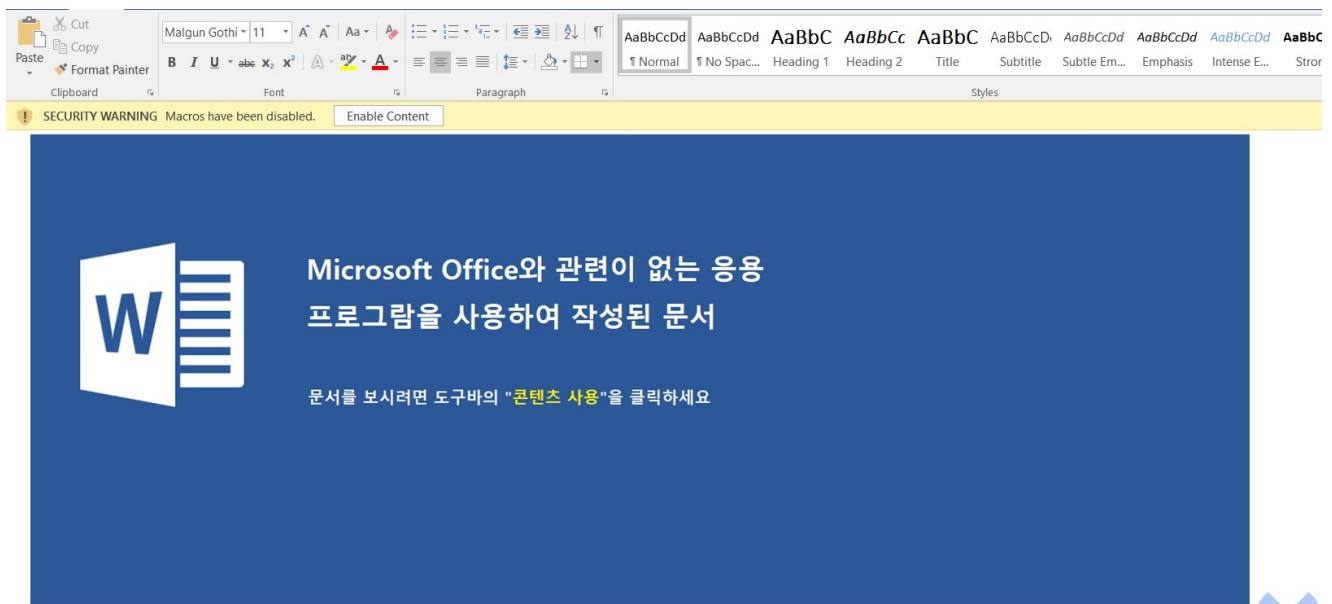 Cut
Copy
Paste
Format Painter
Clipboard
Malgun Gothi 11 A A Aa
B I U abc X₂ X² A aby A
Font
Paragraph
AaBbCcDd AaBbCcDd AaBbC AaBbCc AaBbC AaBbCcD AaBbCcDd AaBbCcDd AaBbCcDd AaBbC
¶ Normal ¶ No Spac... Heading 1 Heading 2 Title Subtitle Subtle Em... Emphasis Intense E... Stron
Styles
SECURITY WARNING Macros have been disabled. Enable Content
W
Microsoft Office와 관련이 없는 응용
프로그램을 사용하여 작성된 문서
문서를 보시려면 도구바의 "콘텐츠 사용"을 클릭하세요